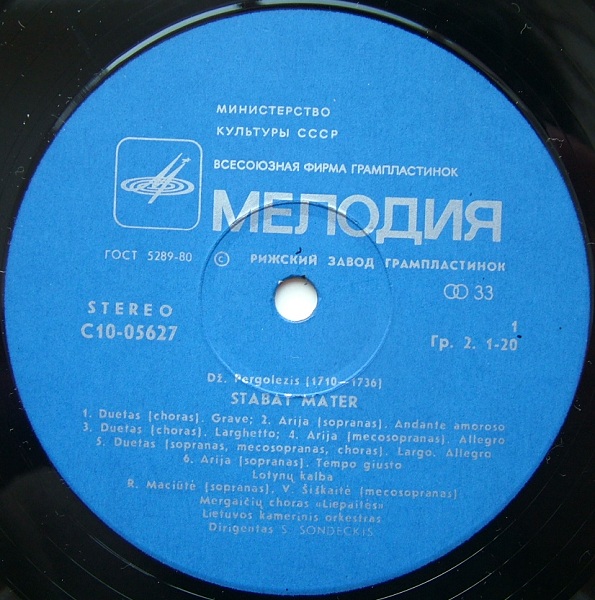 МИНИСТЕРСТВО
КУЛЬТУРЫ СССР
ВСЕСОЮЗНАЯ ФИРМА ГРАМПЛАСТИНОК
МЕЛОДИЯ
ГОСТ 5289-80 © РИЖСКИЙ ЗАВОД ГРАМПЛАСТИНОК
STEREO
С10-05627
33
1
Гр. 2. 1-20
Dž. Pergolezis (1710—1736)
STABAT MATER
1. Duetas (choras). Grave; 2. Arija (sopranas). Andante amoroso
3. Duetas (choras). Larghetto; 4. Arija (mecosopranas). Allegro
5. Duetas (sopranas, mecosopranas, choras). Largo. Allegro
6. Arija (sopranas). Tempo giusto
Lotynų kalba
R. Maciūtė (sopranas), V. Šiškaitė (mecosopranas)
Mergaičių choras «Liepaitės»
Lietuvos kamerinis orkestras
Dirigentas S. SONDECKIS